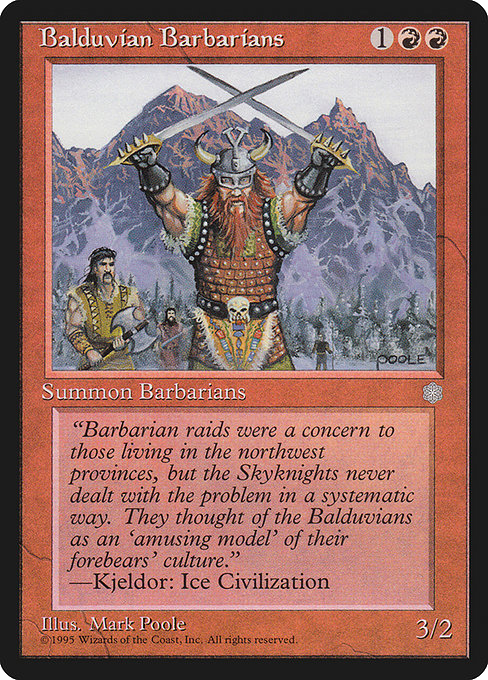 Balduvian Barbarians 1
POOLE
Summon Barbarians
“Barbarian raids were a concern to
those living in the northwest
provinces, but the Skyknights never
dealt with the problem in a systematic
way. They thought of the Balduvians
as an ‘amusing model’ of their
forebears’ culture.”
—Kjeldor: Ice Civilization
Illus. Mark Poole
©1995 Wizards of the Coast, Inc. All rights reserved.
3/2